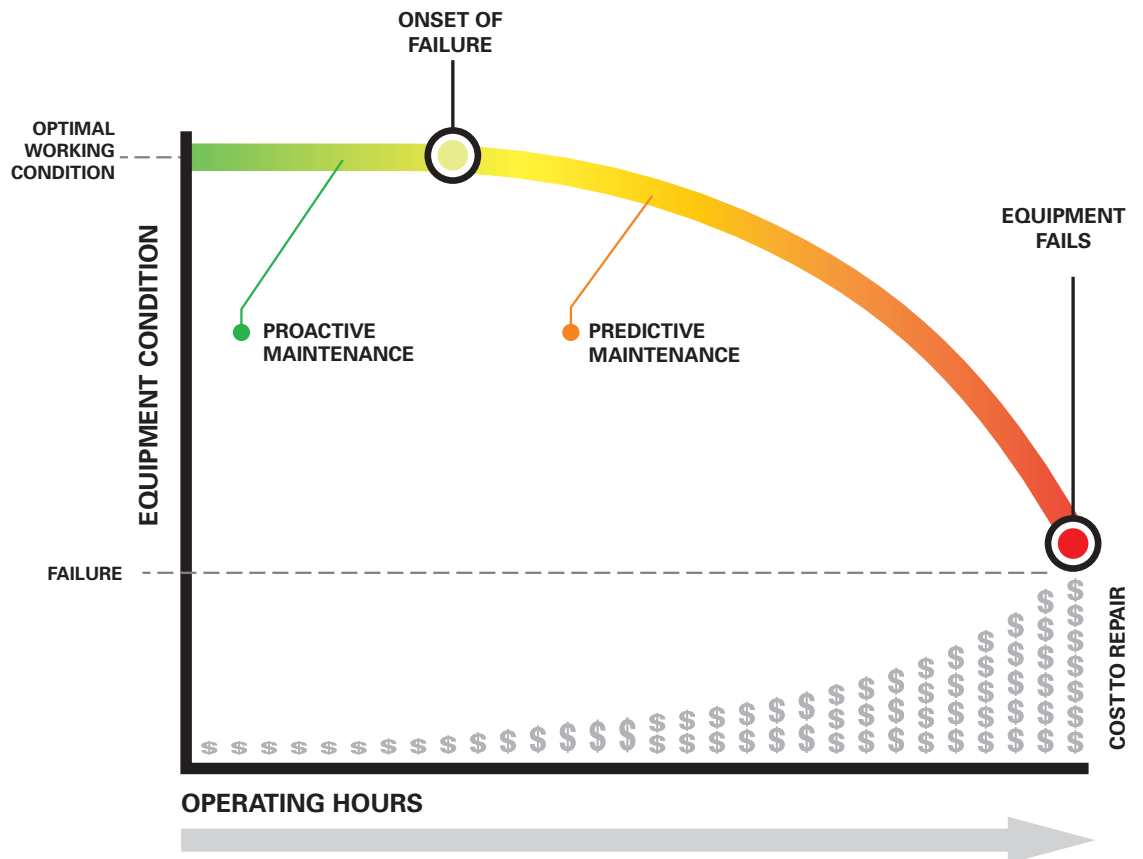 ONSET OF
FAILURE
OPTIMAL
WORKING
CONDITION
EQUIPMENT
FAILS
EQUIPMENT CONDITION
PROACTIVE
MAINTENANCE
PREDICTIVE
MAINTENANCE
FAILURE
COST TO REPAIR
$ $ $ $ $ $ $ $ $ $ $ $ $ $ $ $ $ $ $ $ $ $ $ $ $ $ $ $ $ $
OPERATING HOURS